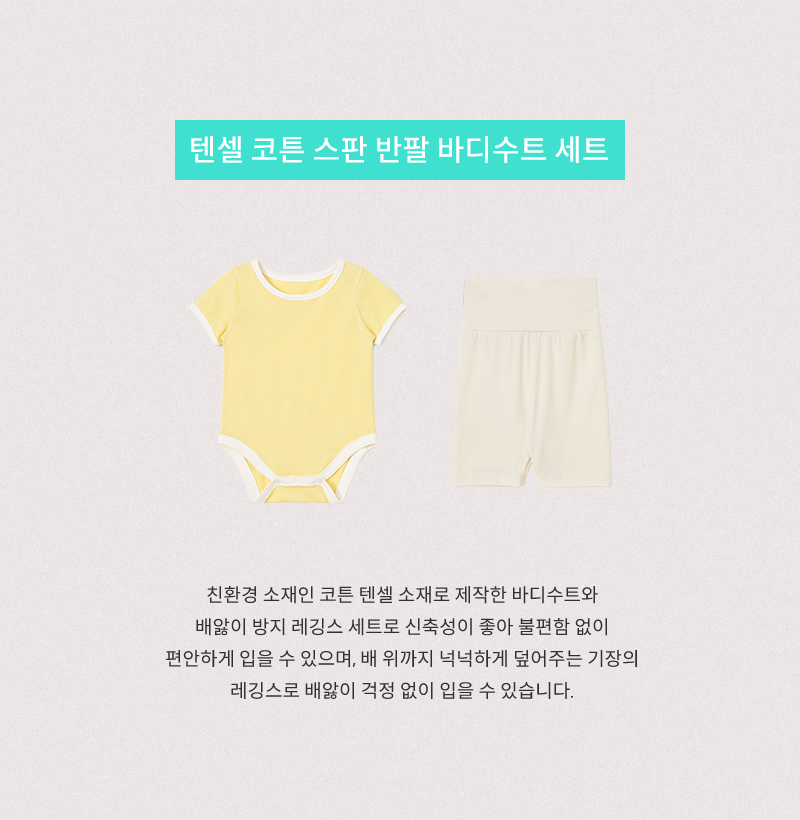 텐셀 코튼 스판 반팔 바디수트 세트
친환경 소재인 코튼 텐셀 소재로 제작한 바디수트와
배앓이 방지 레깅스 세트로 신축성이 좋아 불편함 없이
편안하게 입을 수 있으며, 배 위까지 넉넉하게 덮어주는 기장의
레깅스로 배앓이 걱정 없이 입을 수 있습니다.